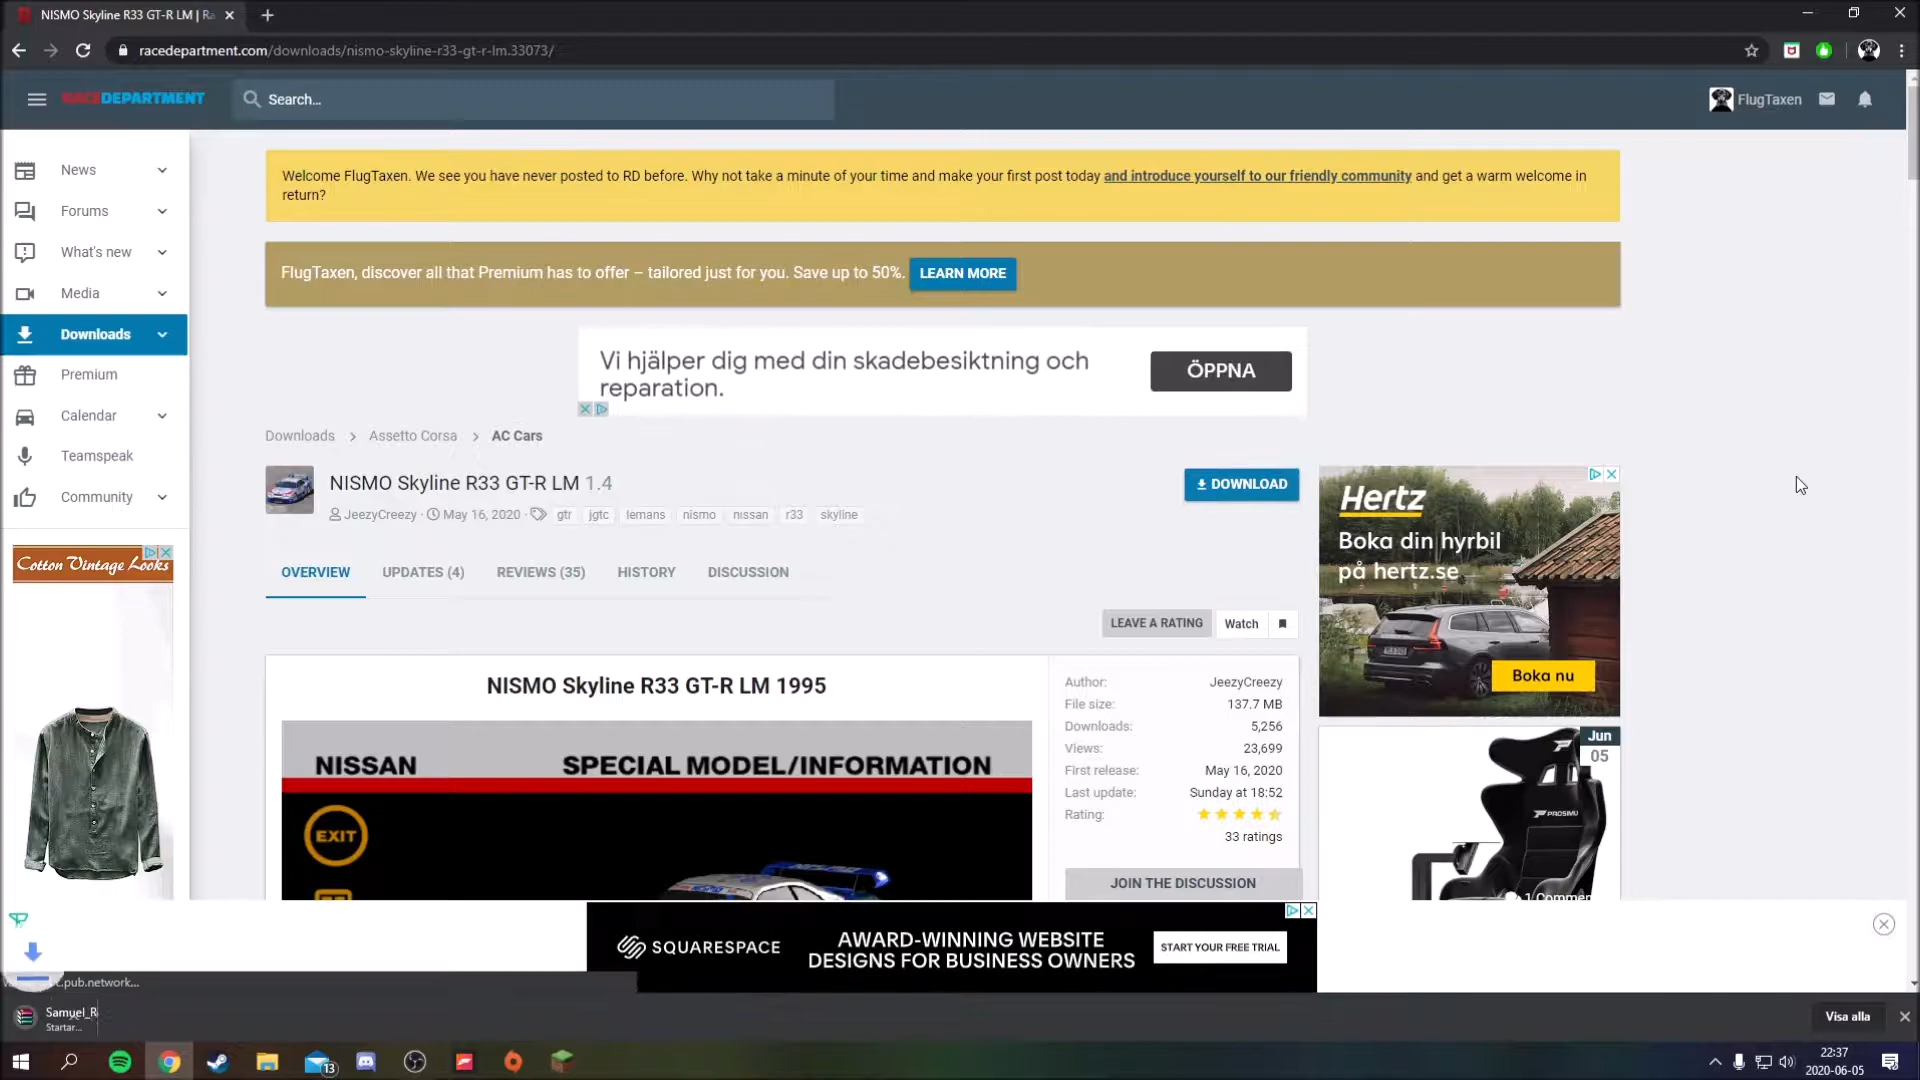 NISMO Skyline R33 GT-R LM | Ra
racedepartment.com/downloads/nismo-skyline-r33-gt-r-lm.33073/
RACEDEPARTMENT
Search...
FlugTaxen
News
Forums
What's new
Media
Downloads
Premium
Calendar
Teamspeak
Community
Welcome FlugTaxen. We see you have never posted to RD before. Why not take a minute of your time and make your first post today and introduce yourself to our friendly community and get a warm welcome in
return?
FlugTaxen, discover all that Premium has to offer – tailored just for you. Save up to 50%. LEARN MORE
Vi hjälper dig med din skadebesiktning och
reparation.
ÖPPNA
Downloads > Assetto Corsa > AC Cars
NISMO Skyline R33 GT-R LM 1.4
JeezyCreezy · May 16, 2020 · gtr jgtc lemans nismo nissan r33 skyline
DOWNLOAD
OVERVIEW UPDATES (4) REVIEWS (35) HISTORY DISCUSSION
LEAVE A RATING Watch
NISMO Skyline R33 GT-R LM 1995
NISSAN SPECIAL MODEL/INFORMATION
EXIT
Author: JeezyCreezy
File size: 137.7 MB
Downloads: 5,256
Views: 23,699
First release: May 16, 2020
Last update: Sunday at 18:52
Rating:
33 ratings
JOIN THE DISCUSSION
Hertz
Boka din hyrbil
på hertz.se
Boka nu
Jun
05
PROSIMU
1 Commen
Cotton Vintage Looks
SQUARESPACE
AWARD-WINNING WEBSITE
DESIGNS FOR BUSINESS OWNERS
START YOUR FREE TRIAL
c.pub.network...
Samuel_R
Startar...
Visa alla
13
22:37
2020-06-05